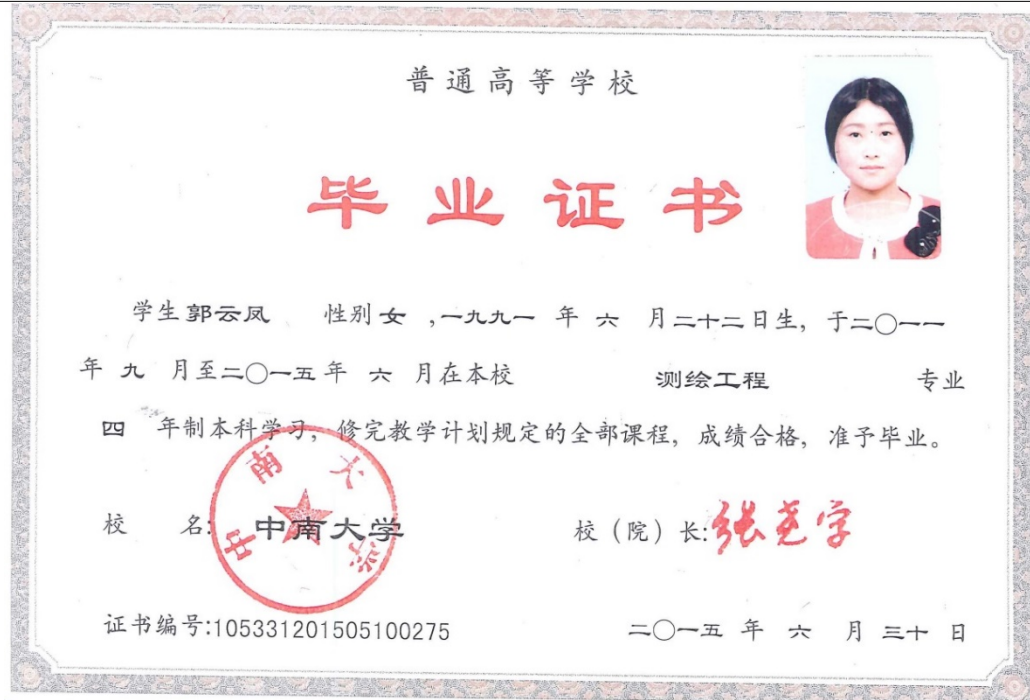 普通高等学校
毕业证书
学生 郭云凤 性别 女 ,一九九一 年 六 月二十二日生, 于二〇一一
年 九 月至二〇一五年 六 月在本校 测绘工程 专业
四 年制本科学习, 修完教学计划规定的全部课程, 成绩合格, 准予毕业。
中南大学
校 名: 中南大学 校(院)长: 张尧学
证书编号:105331201505100275 二〇一五 年 六 月 三十 日